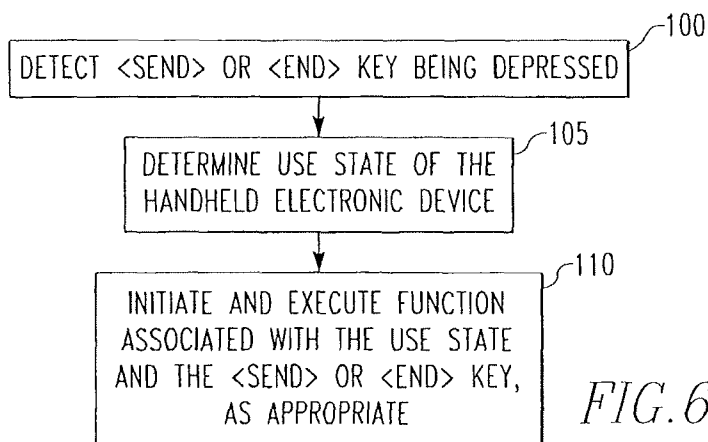 100
DETECT <SEND> OR <END> KEY BEING DEPRESSED
105
DETERMINE USE STATE OF THE
HANDHELD ELECTRONIC DEVICE
110
INITIATE AND EXECUTE FUNCTION
ASSOCIATED WITH THE USE STATE
AND THE <SEND> OR <END> KEY,
AS APPROPRIATE
FIG.6